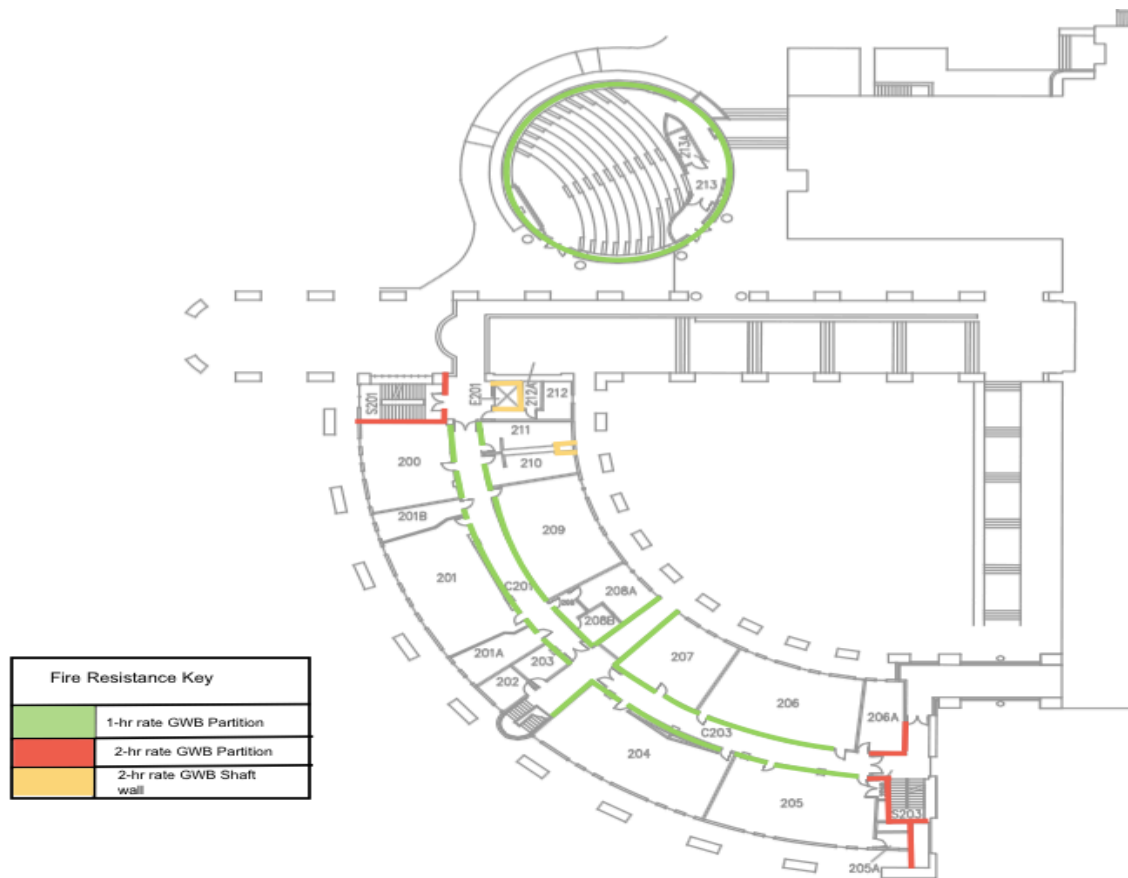 213A
213
S201
E201
212A
212
211
200
210
201B
209
201
C201
208A
208B
201A
203
207
202
206
206A
C203
204
205
S203
205A
Fire Resistance Key
1-hr rate GWB Partition
2-hr rate GWB Partition
2-hr rate GWB Shaft
wall